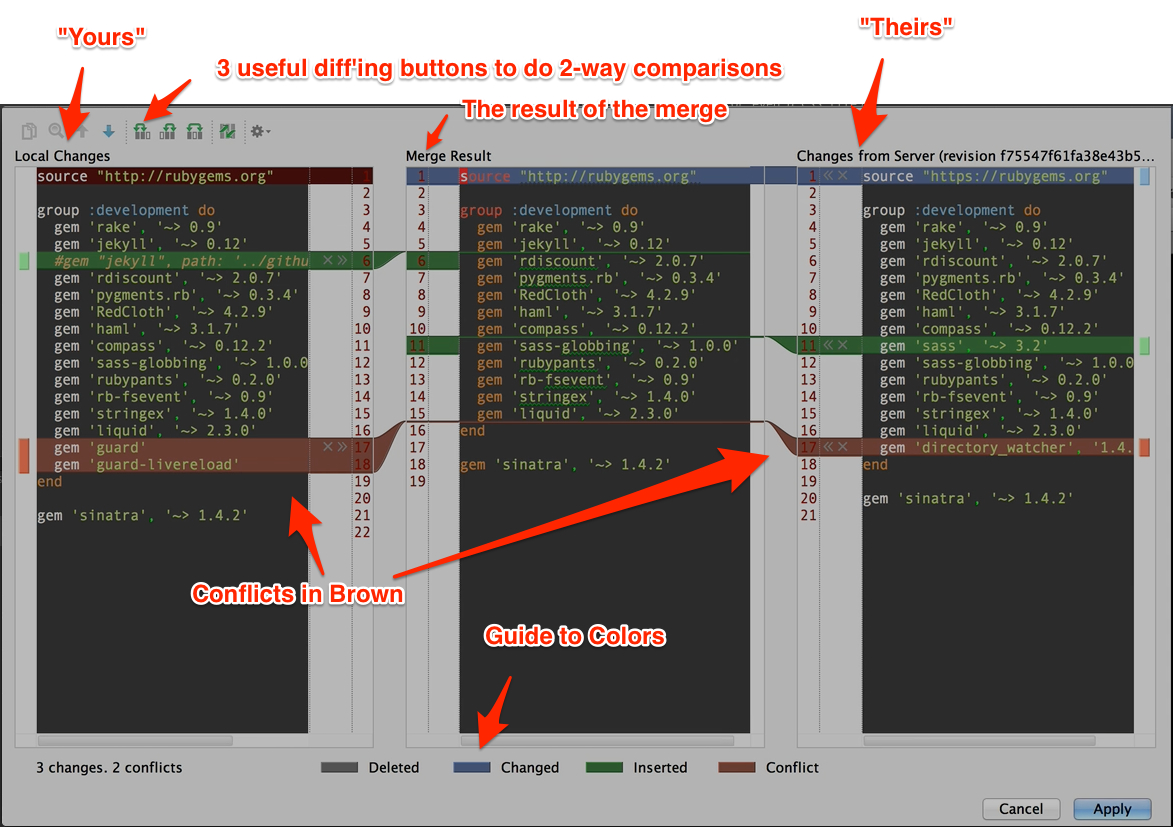 "Yours"
"Theirs"
3 useful diff'ing buttons to do 2-way comparisons
The result of the merge
Local Changes
source "http://rubygems.org" 1
2
group :development do 3
gem 'rake', '~> 0.9' 4
gem 'jekyll', '~> 0.12' 5
#gem "jekyll", path: '../githu 6
gem 'rdiscount', '~> 2.0.7' 7
gem 'pygments.rb', '~> 0.3.4' 8
gem 'RedCloth', '~> 4.2.9' 9
gem 'haml', '~> 3.1.7' 10
gem 'compass', '~> 0.12.2' 11
gem 'sass-globbing', '~> 1.0.0 12
gem 'rubypants', '~> 0.2.0' 13
gem 'rb-fsevent', '~> 0.9' 14
gem 'stringex', '~> 1.4.0' 15
gem 'liquid', '~> 2.3.0' 16
gem 'guard' 17
gem 'guard-livereload' 18
end 19
20
gem 'sinatra', '~> 1.4.2' 21
22
Merge Result
1 source "http://rubygems.org"
2
3 group :development do
4 gem 'rake', '~> 0.9'
5 gem 'jekyll', '~> 0.12'
6 gem 'rdiscount', '~> 2.0.7'
7 gem 'pygments.rb', '~> 0.3.4'
8 gem 'RedCloth', '~> 4.2.9'
9 gem 'haml', '~> 3.1.7'
10 gem 'compass', '~> 0.12.2'
11 gem 'sass-globbing', '~> 1.0.0'
12 gem 'rubypants', '~> 0.2.0'
13 gem 'rb-fsevent', '~> 0.9'
14 gem 'stringex', '~> 1.4.0'
15 gem 'liquid', '~> 2.3.0'
16 end
17
18 gem 'sinatra', '~> 1.4.2'
19
Changes from Server (revision f75547f61fa38e43b5...
1 source "https://rubygems.org"
2
3 group :development do
4 gem 'rake', '~> 0.9'
5 gem 'jekyll', '~> 0.12'
6 gem 'rdiscount', '~> 2.0.7'
7 gem 'pygments.rb', '~> 0.3.4'
8 gem 'RedCloth', '~> 4.2.9'
9 gem 'haml', '~> 3.1.7'
10 gem 'compass', '~> 0.12.2'
11 gem 'sass', '~> 3.2'
12 gem 'sass-globbing', '~> 1.0.0
13 gem 'rubypants', '~> 0.2.0'
14 gem 'rb-fsevent', '~> 0.9'
15 gem 'stringex', '~> 1.4.0'
16 gem 'liquid', '~> 2.3.0'
17 gem 'directory_watcher', '1.4.
18 end
19
20 gem 'sinatra', '~> 1.4.2'
21
Conflicts in Brown
Guide to Colors
3 changes. 2 conflicts
Deleted
Changed
Inserted
Conflict
Cancel
Apply